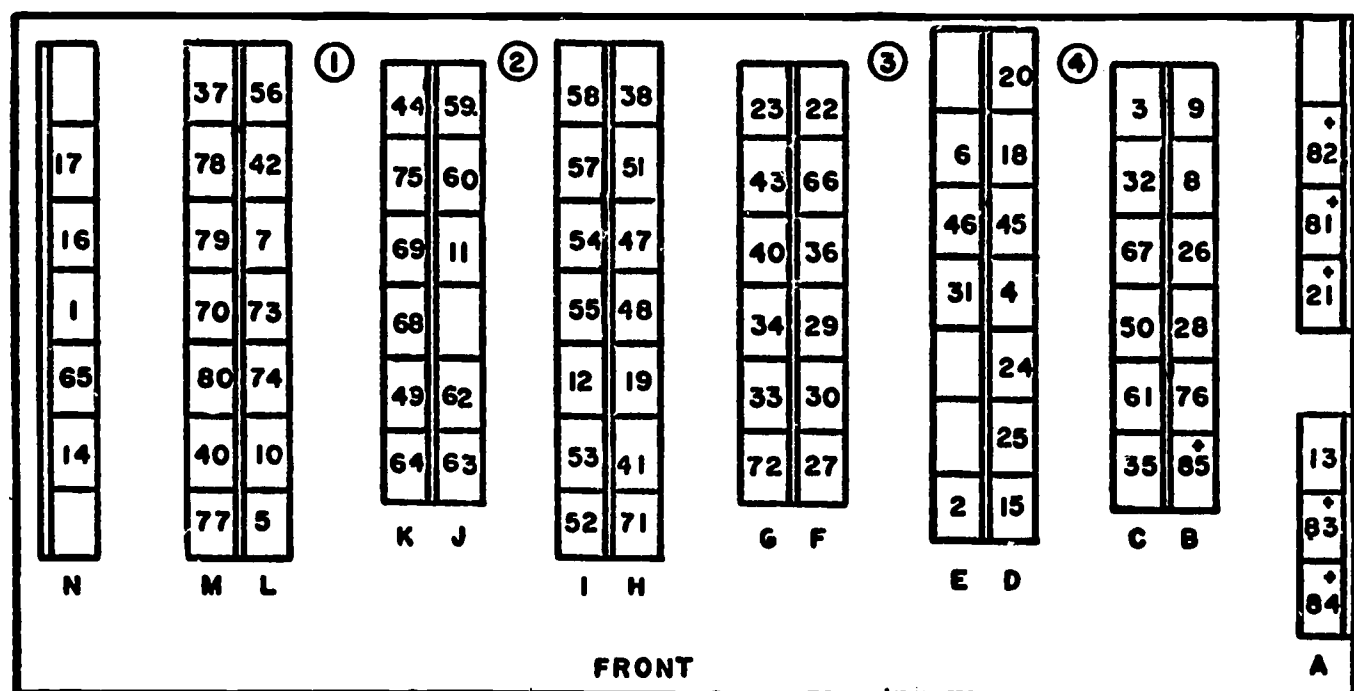 ① ② ③ ④
20
37 56 58 38
44 59 23 22 3 9
82+
17 78 42 57 51 6 18
75 60 43 66 32 8
81+
16 79 7 69 11 54 47 40 36 46 45 67 26
21+
1 70 73 55 48 31 4
68 34 29 50 28
65 80 74 12 19 24
49 62 33 30 61 76
14 40 10 53 41 25
64 63 72 27 35 85+
13
77 5 52 71 2 15
83+
K J G F C B
N M L I H E D
84+
FRONT
A